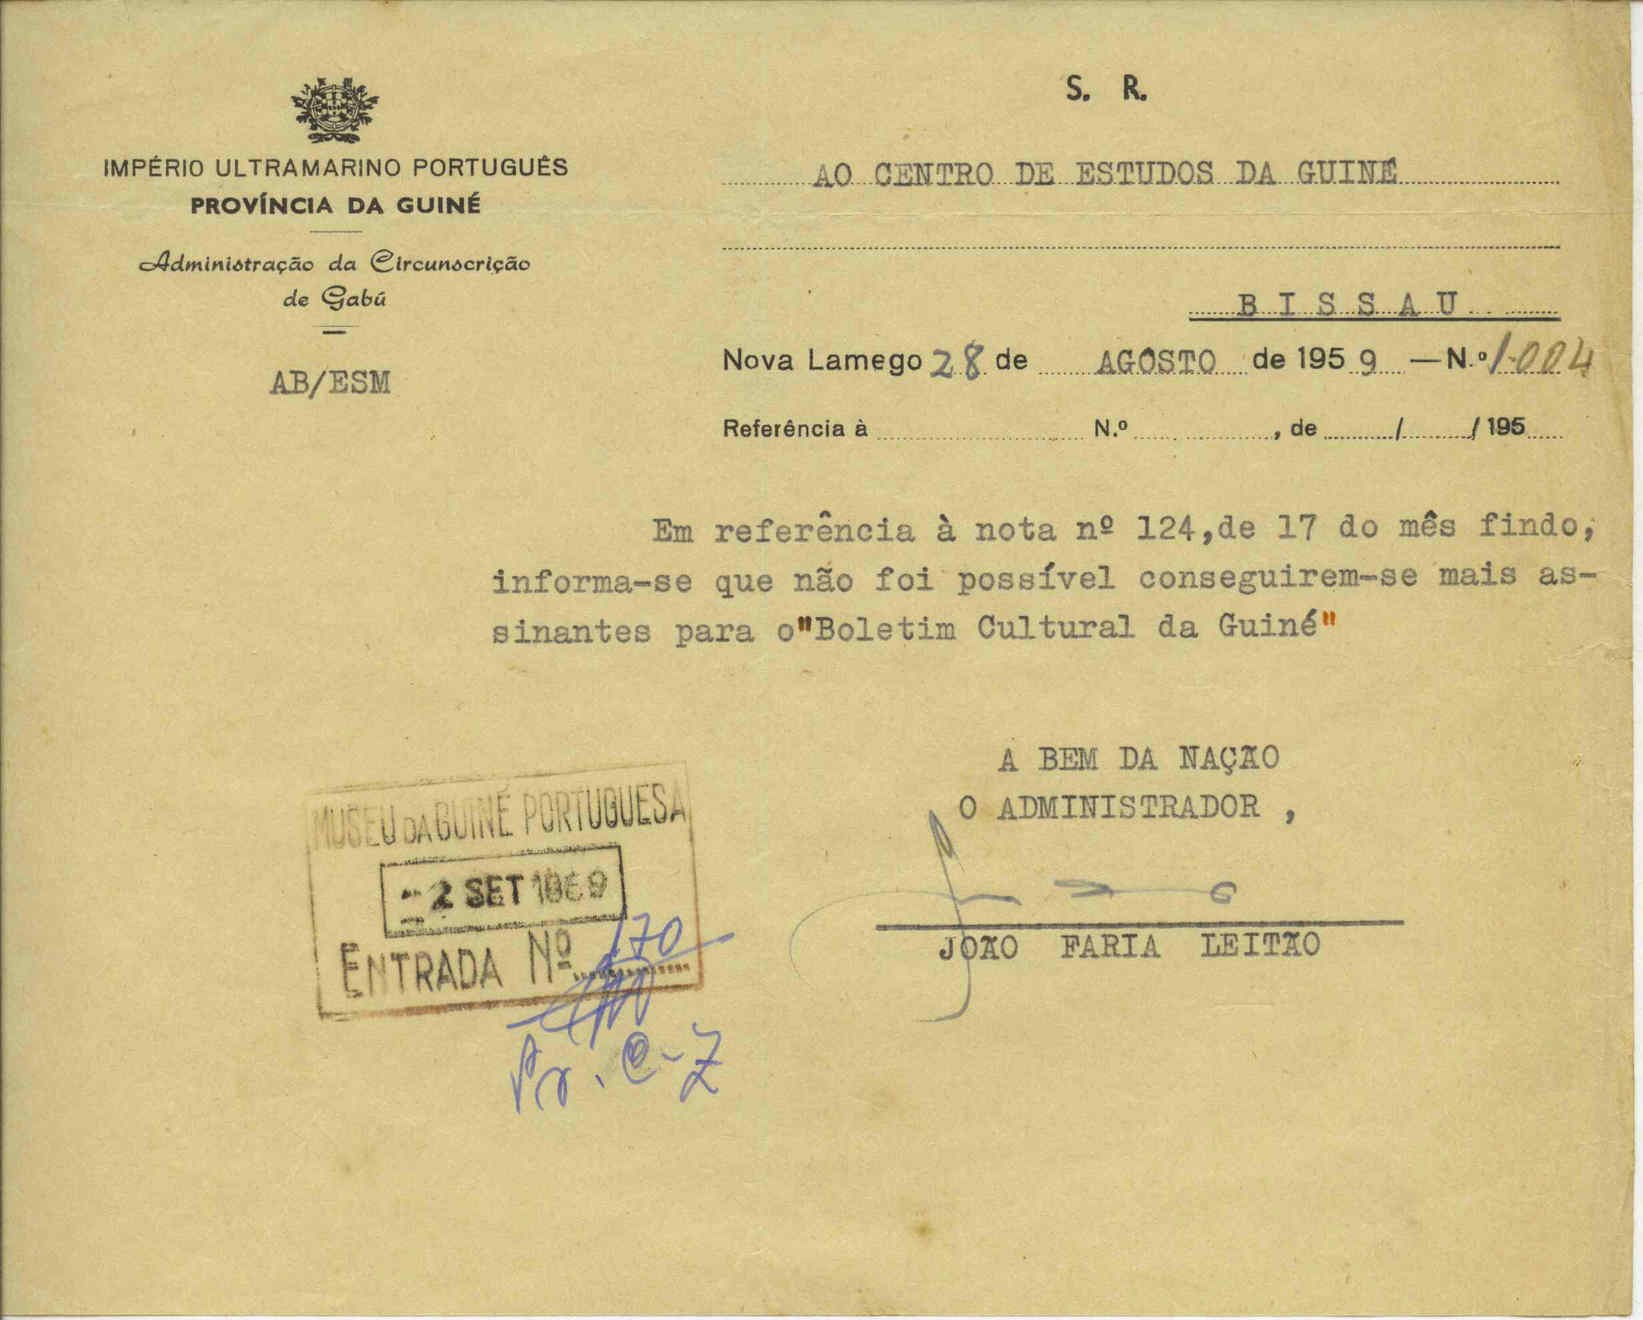 S. R.
IMPÉRIO ULTRAMARINO PORTUGUÊS
PROVÍNCIA DA GUINÉ
Administração da Circunscrição
de Gabú
AB/ESM
AO CENTRO DE ESTUDOS DA GUINÉ
B I S S A U
Nova Lamego 28 de AGOSTO de 1959 — N.º 1.004
Referência à N.º , de / / 195
Em referência à nota nº 124,de 17 do mês findo,
informa-se que não foi possível conseguirem-se mais as-
sinantes para o"Boletim Cultural da Guiné"
A BEM DA NAÇÃO
O ADMINISTRADOR ,
JOÃO FARIA LEITÃO
MUSEU DA GUINÉ PORTUGUESA
-2 SET 1959
ENTRADA Nº 170